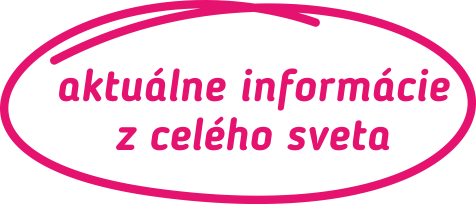 aktuálne informácie
z celého sveta